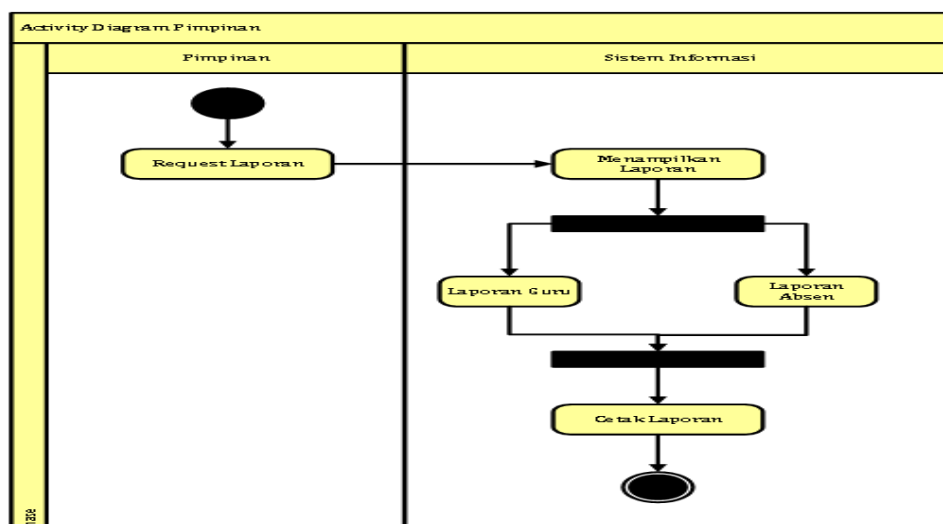 Activity Diagram Pimpinan
Pimpinan
Sistem Informasi
Request Laporan
Menampilkan
Laporan
Laporan Guru
Laporan
Absen
Cetak Laporan